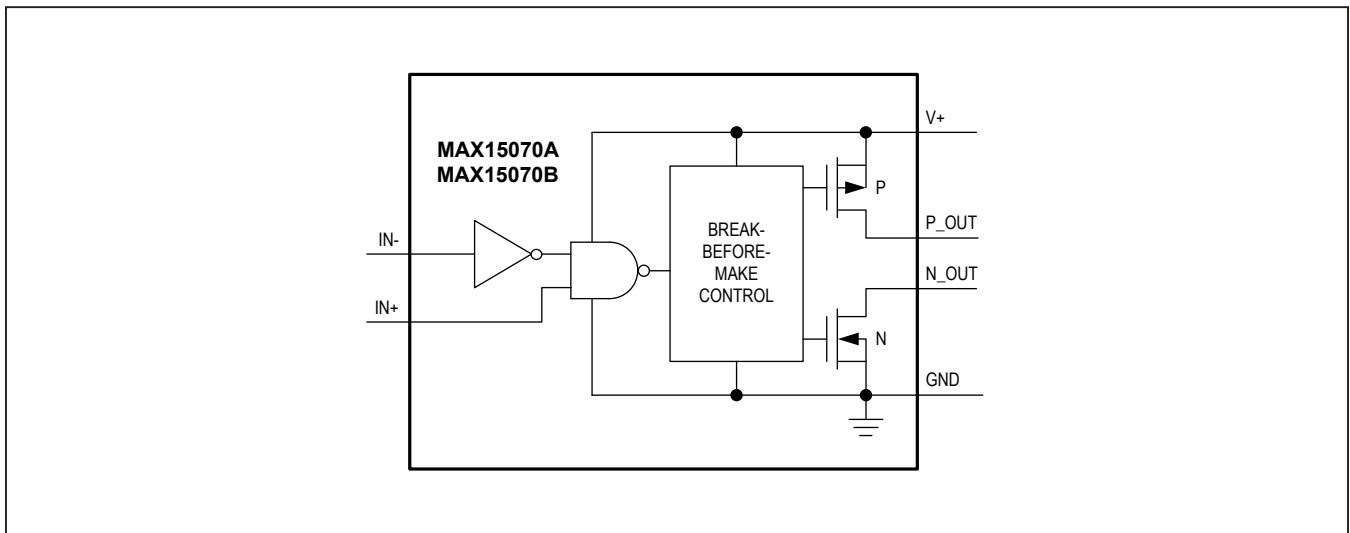 MAX15070A
MAX15070B
IN-
IN+
BREAK-
BEFORE-
MAKE
CONTROL
V+
P
P_OUT
N_OUT
N
GND